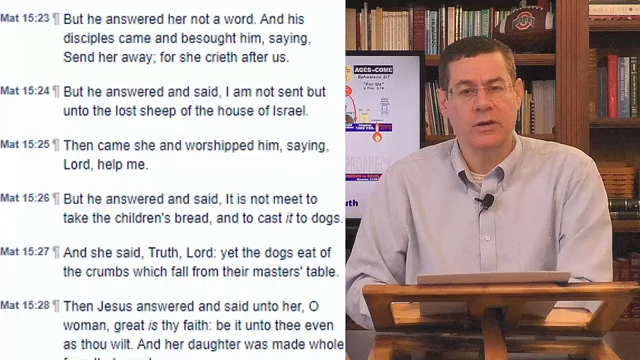 Mat 15:23 ¶ But he answered her not a word. And his
disciples came and besought him, saying,
Send her away; for she crieth after us.
Mat 15:24 ¶ But he answered and said, I am not sent but
unto the lost sheep of the house of Israel.
Mat 15:25 ¶ Then came she and worshipped him, saying,
Lord, help me.
Mat 15:26 ¶ But he answered and said, It is not meet to
take the children's bread, and to cast it to dogs.
Mat 15:27 ¶ And she said, Truth, Lord: yet the dogs eat of
the crumbs which fall from their masters' table.
Mat 15:28 ¶ Then Jesus answered and said unto her, O
woman, great is thy faith: be it unto thee even
as thou wilt. And her daughter was made whole
AGES-COME
Ephesians 2:7
"For Us"